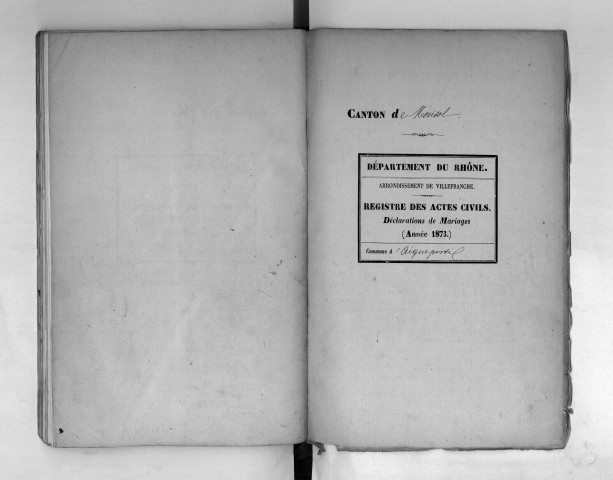 CANTON de Monsol
DÉPARTEMENT DU RHÔNE.
ARRONDISSEMENT DE VILLEFRANCHE.
REGISTRE DES ACTES CIVILS.
Déclarations de Mariages
(Année 1873.)
Commune d'Aigueperse